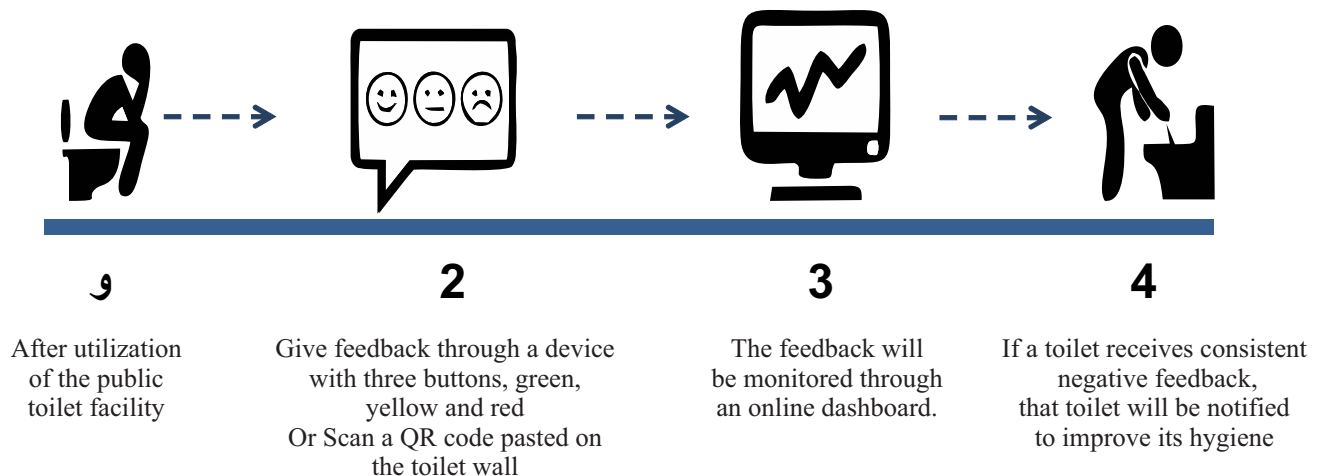 و
After utilization
of the public
toilet facility
2
Give feedback through a device
with three buttons, green,
yellow and red
Or Scan a QR code pasted on
the toilet wall
3
The feedback will
be monitored through
an online dashboard.
4
If a toilet receives consistent
negative feedback,
that toilet will be notified
to improve its hygiene